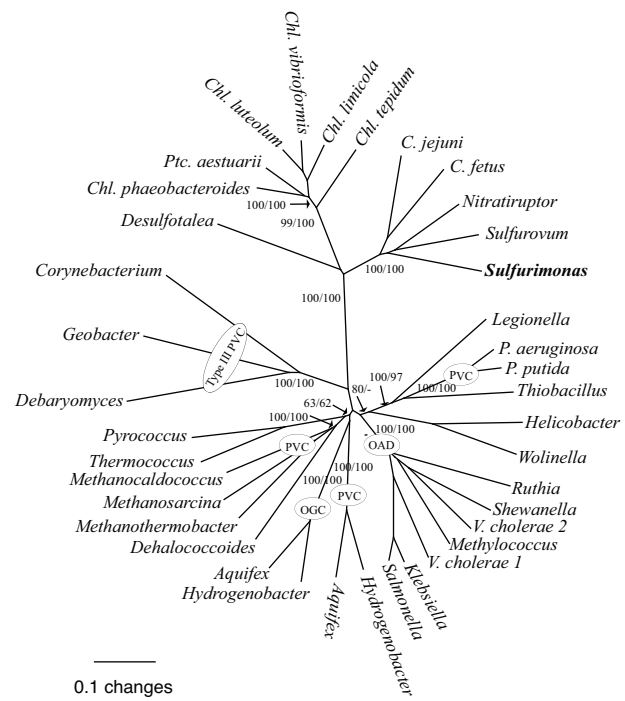 Chl. vibrioformis
Chl. limicola
Chl. tepidum
Chl. luteolum
Ptc. aestuarii
Chl. phaeobacteroides
100/100
99/100
Desulfotalea
C. jejuni
C. fetus
Nitratiruptor
Sulfurovum
Sulfurimonas
100/100
100/100
Corynebacterium
Geobacter
Type III PVC
Debaryomyces
100/100
Legionella
P. aeruginosa
PVC
P. putida
100/97
100/100
Thiobacillus
80/-
63/62
Helicobacter
Wolinella
100/100
Pyrococcus
Thermococcus
PVC
Methanocaldococcus
Methanosarcina
Methanothermobacter
Dehalococcoides
100/100
OAD
100/100
100/100
PVC
OGC
Ruthia
Shewanella
V. cholerae 2
Methylococcus
V. cholerae 1
Aquifex
Hydrogenobacter
Aquifex
Hydrogenobacter
Salmonella
Klebsiella
0.1 changes